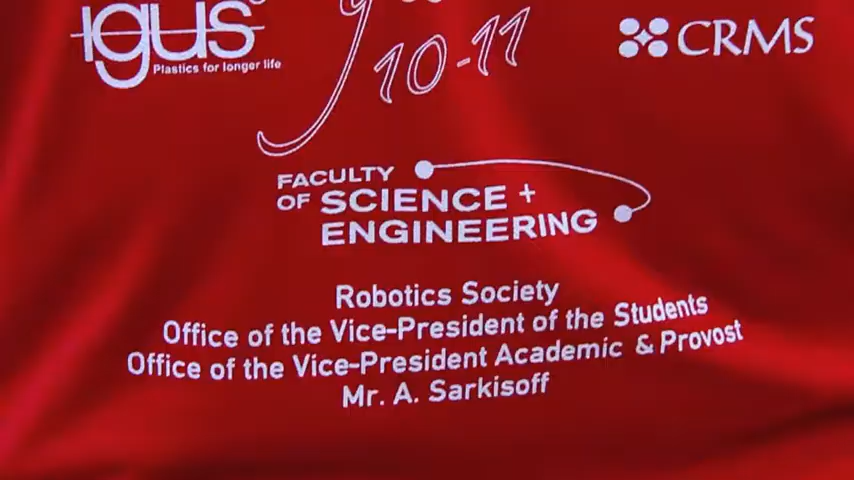 igus
Plastics for longer life
10-11
CRMS
FACULTY
OF SCIENCE +
ENGINEERING
Robotics Society
Office of the Vice-President of the Students
Office of the Vice-President Academic & Provost
Mr. A. Sarkisoff